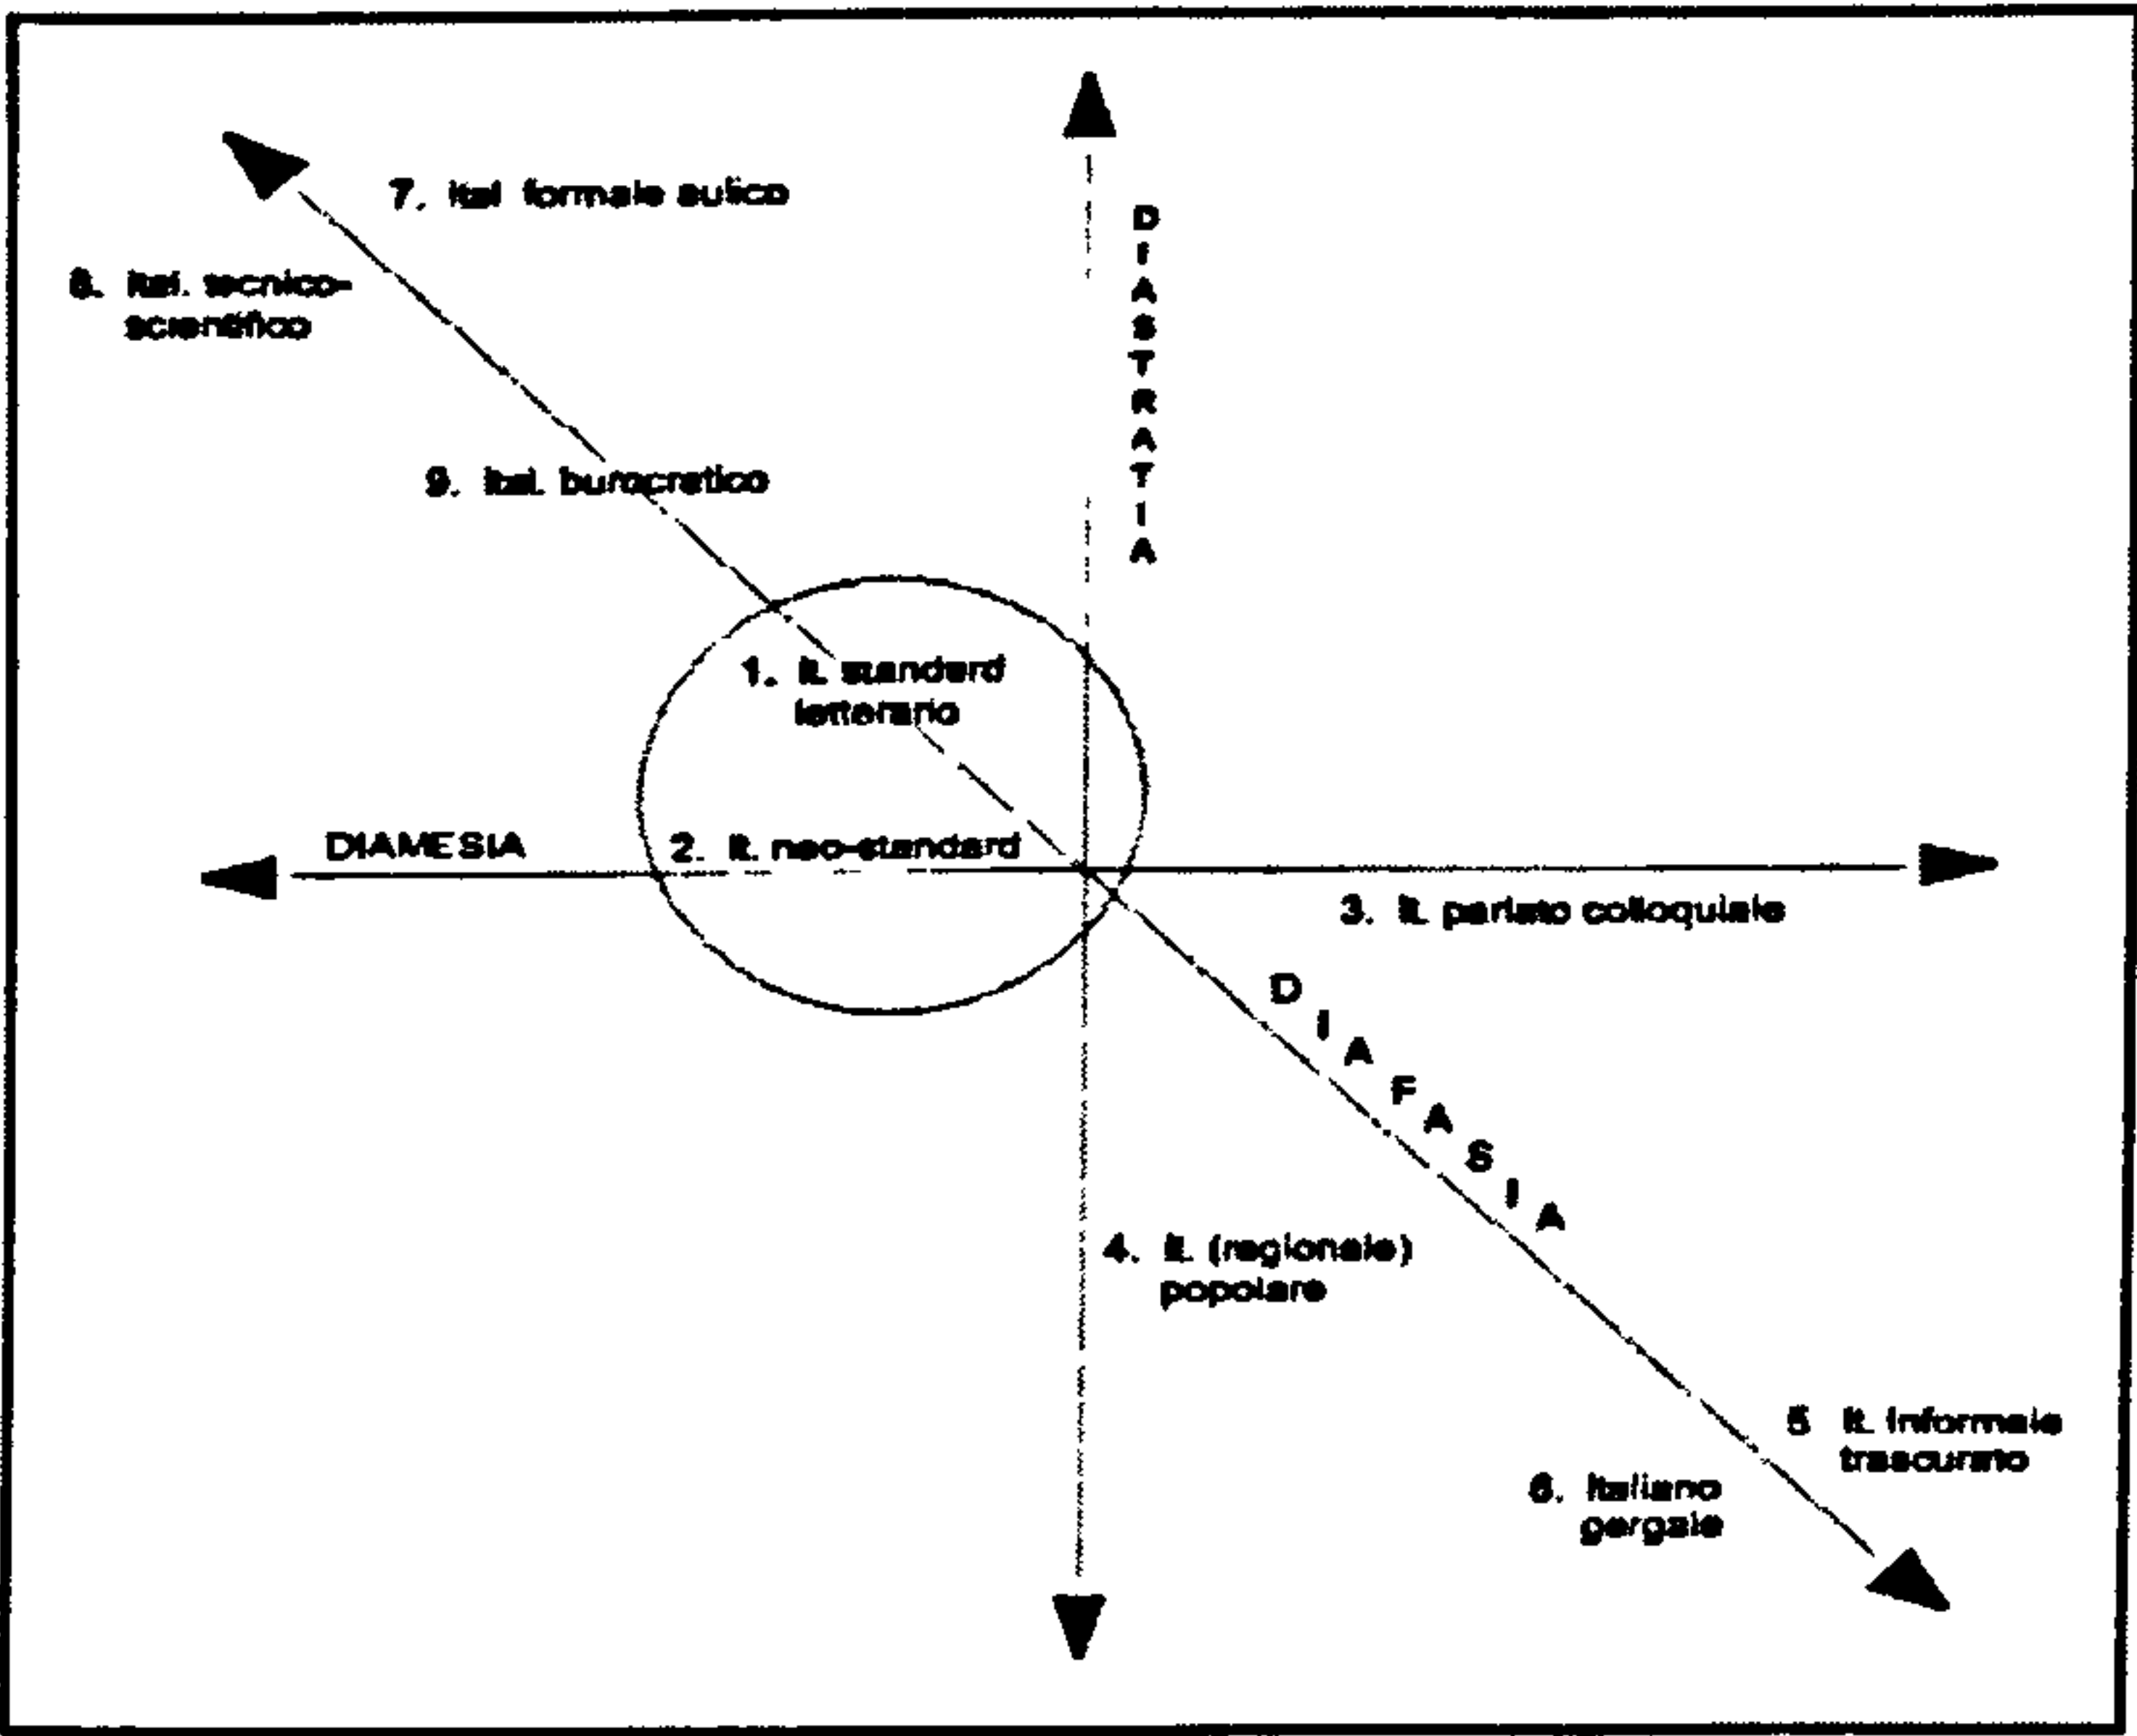 7. Ital formale aulico
8. Ital. tecnico-
scientifico
DIASTRATIA
9. Ital. burocratico
1. It. standard
letterario
DIAMESIA
2. It. neo-standard
3. It. parlato colloquiale
DIAFASIA
4. It. (regionale)
popolare
5 It. informale
trascurato
6. Italiano
gergale